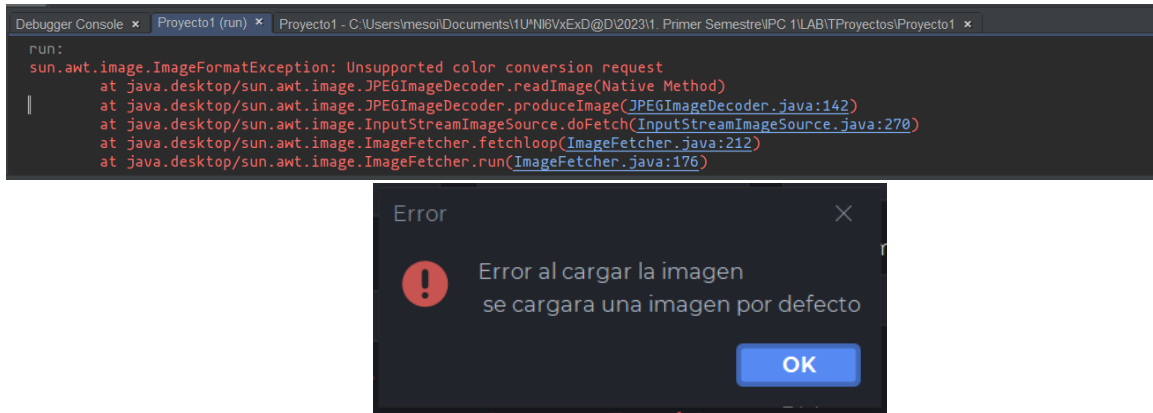 Debugger Console × Proyecto1 (run) × Proyecto1 - C:\Users\mesoi\Documents\1UªNI6VxExD@D\2023\1. Primer Semestre\IPC 1\LAB\TProyectos\Proyecto1 ×
run:
sun.awt.image.ImageFormatException: Unsupported color conversion request
at java.desktop/sun.awt.image.JPEGImageDecoder.readImage(Native Method)
at java.desktop/sun.awt.image.JPEGImageDecoder.produceImage(JPEGImageDecoder.java:142)
at java.desktop/sun.awt.image.InputStreamImageSource.doFetch(InputStreamImageSource.java:270)
at java.desktop/sun.awt.image.ImageFetcher.fetchloop(ImageFetcher.java:212)
at java.desktop/sun.awt.image.ImageFetcher.run(ImageFetcher.java:176)
Error
Error al cargar la imagen
se cargara una imagen por defecto
OK